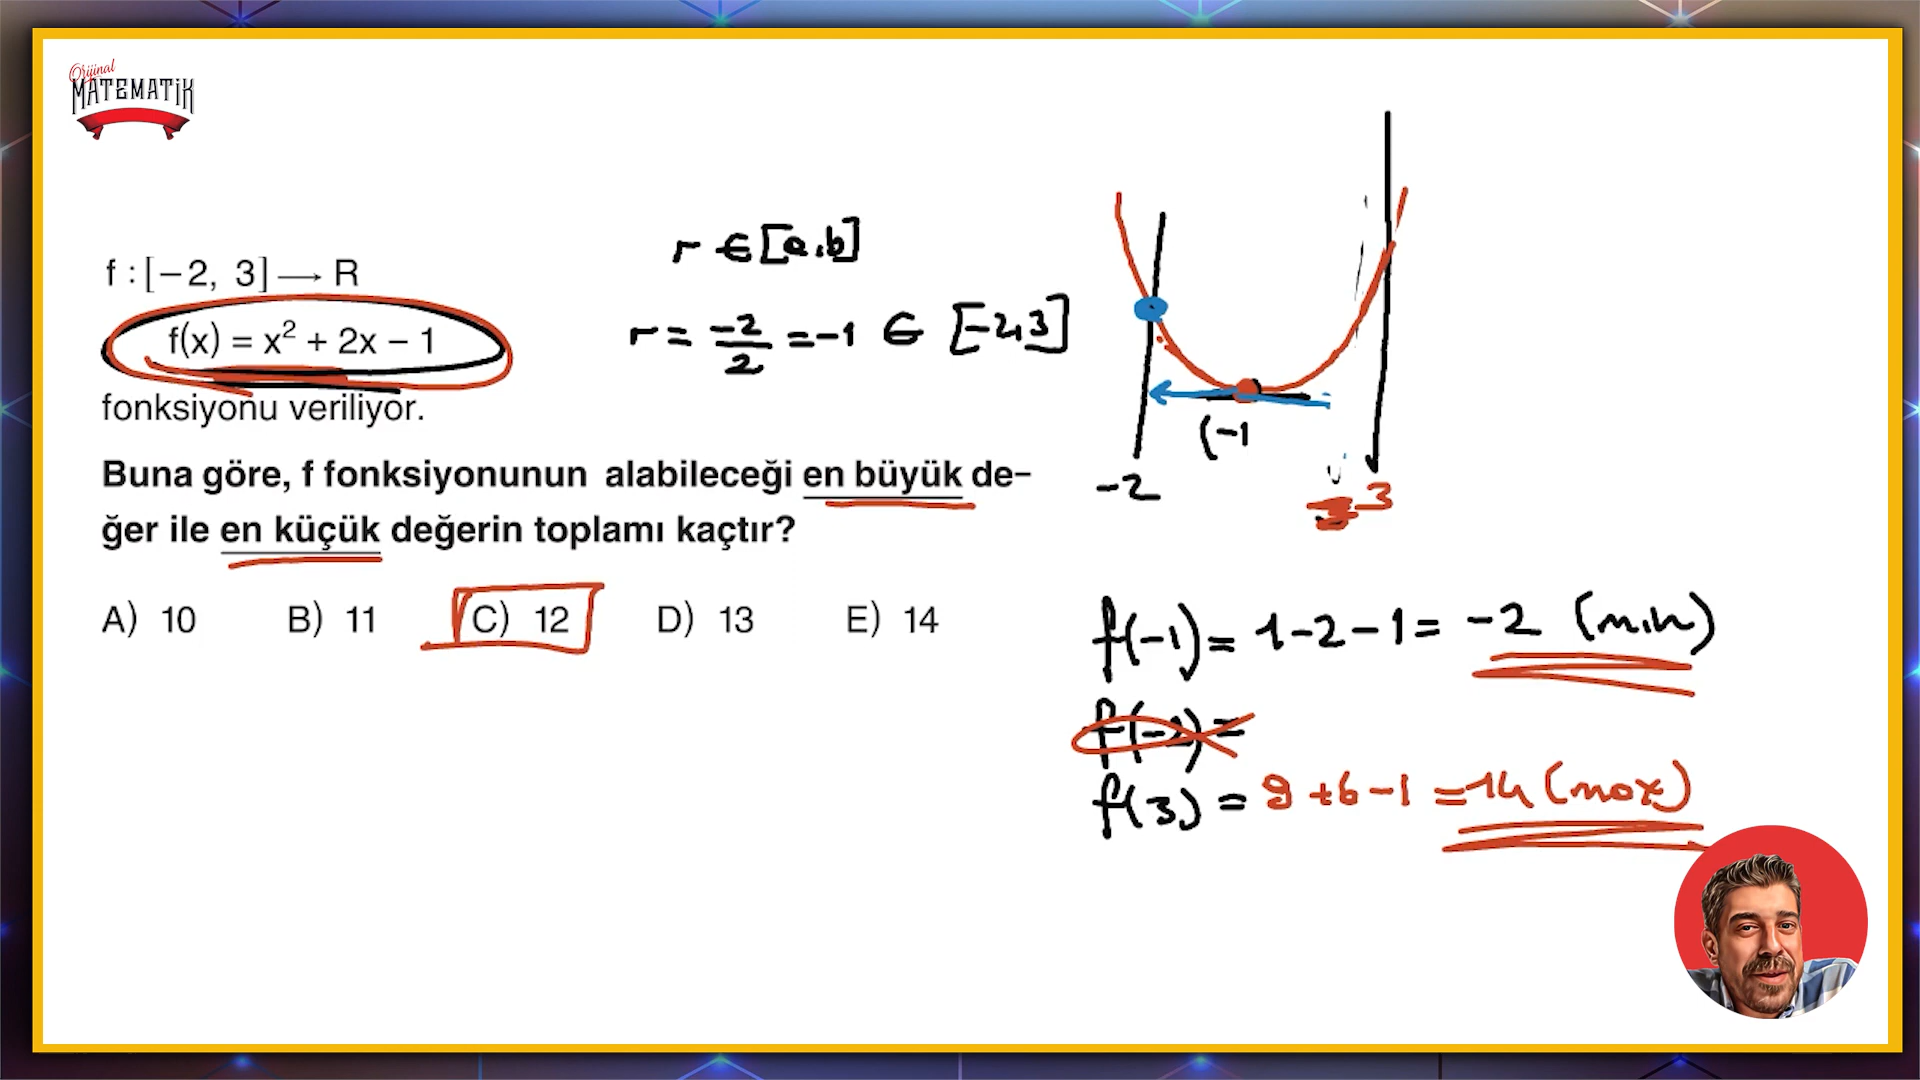 Orijinal
MATEMATİK
f : [−2, 3] → R
f(x) = x² + 2x − 1
fonksiyonu veriliyor.
Buna göre, f fonksiyonunun alabileceği en büyük de-
ğer ile en küçük değerin toplamı kaçtır?
A) 10 B) 11 C) 12 D) 13 E) 14
r ∈ [a,b]
r = -2/2 = -1 ∈ [-2,3]
-2
(-1
3
f(-1) = 1-2-1 = -2 (min)
f(-2) =
f(3) = 9+6-1 = 14 (max)